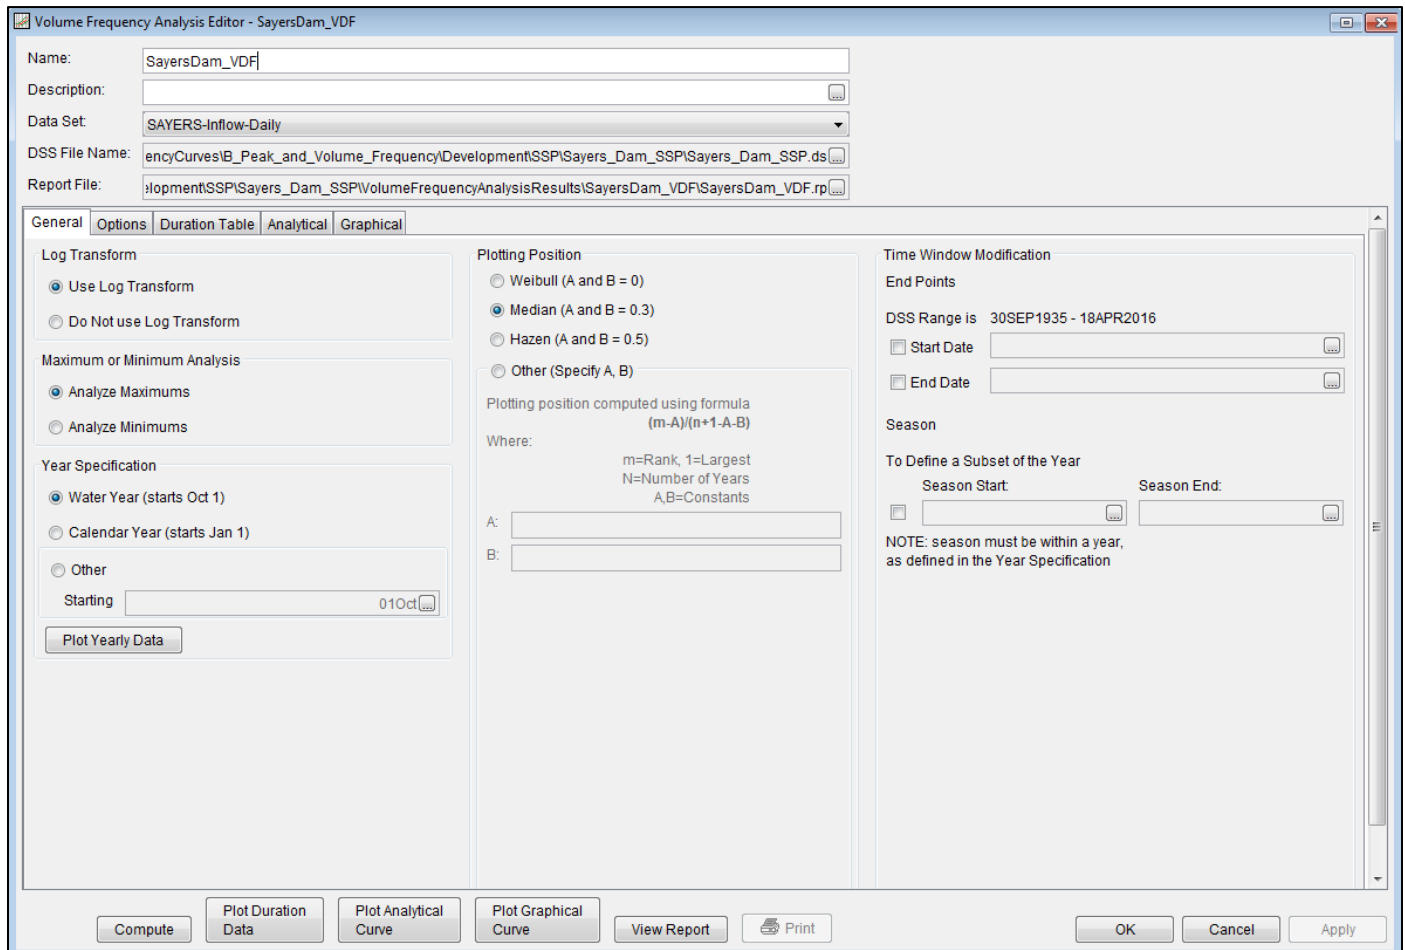 Volume Frequency Analysis Editor - SayersDam_VDF
Name: SayersDam_VDF
Description:
Data Set: SAYERS-Inflow-Daily
DSS File Name: encyCurves\B_Peak_and_Volume_Frequency\Development\SSP\Sayers_Dam_SSP\Sayers_Dam_SSP.ds
Report File: elopment\SSP\Sayers_Dam_SSP\VolumeFrequencyAnalysisResults\SayersDam_VDF\SayersDam_VDF.rp
General Options Duration Table Analytical Graphical
Log Transform
Use Log Transform
Do Not use Log Transform
Maximum or Minimum Analysis
Analyze Maximums
Analyze Minimums
Year Specification
Water Year (starts Oct 1)
Calendar Year (starts Jan 1)
Other
Starting 01Oct
Plot Yearly Data
Plotting Position
Weibull (A and B = 0)
Median (A and B = 0.3)
Hazen (A and B = 0.5)
Other (Specify A, B)
Plotting position computed using formula
(m-A)/(n+1-A-B)
Where:
m=Rank, 1=Largest
N=Number of Years
A,B=Constants
A:
B:
Time Window Modification
End Points
DSS Range is 30SEP1935 - 18APR2016
Start Date
End Date
Season
To Define a Subset of the Year
Season Start: Season End:
NOTE: season must be within a year,
as defined in the Year Specification
Compute
Plot Duration
Data
Plot Analytical
Curve
Plot Graphical
Curve
View Report
Print
OK
Cancel
Apply